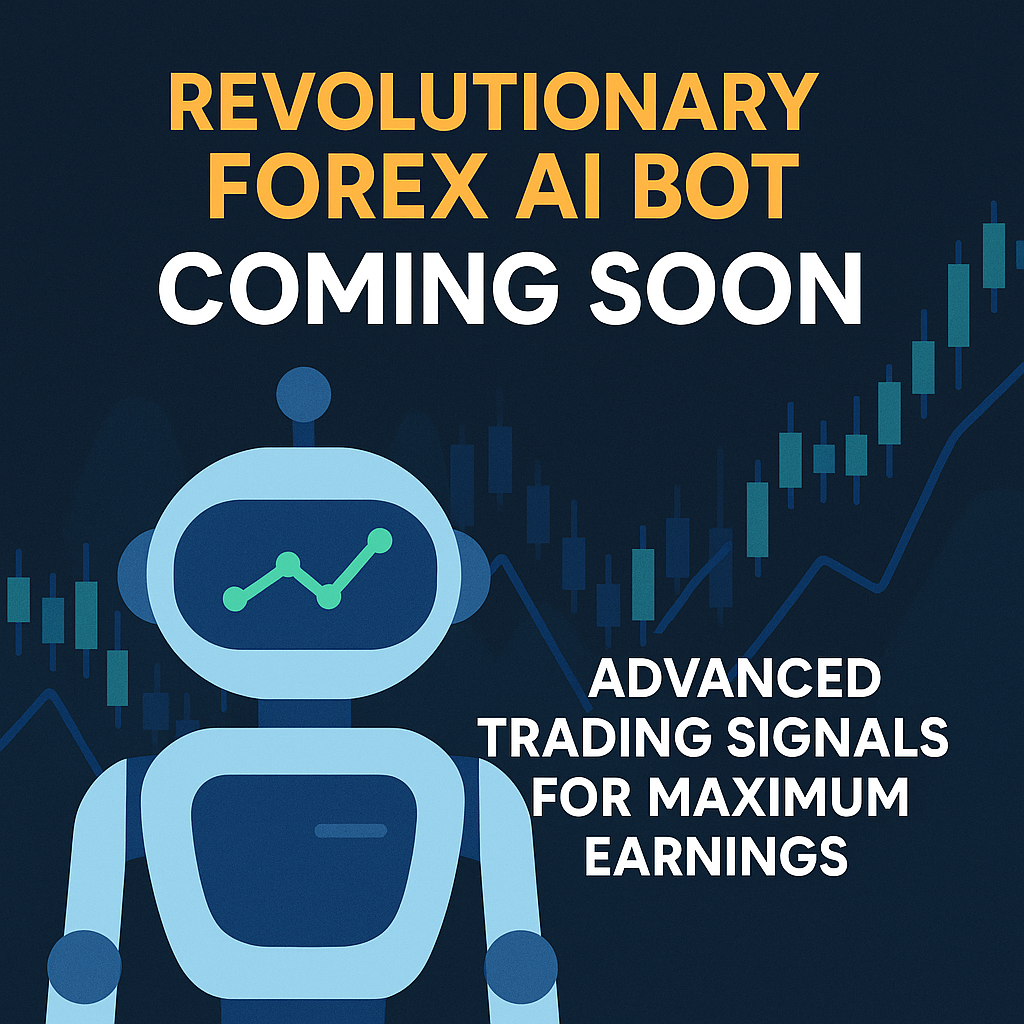 REVOLUTIONARY
FOREX AI BOT
COMING SOON
ADVANCED
TRADING SIGNALS
FOR MAXIMUM
EARNINGS